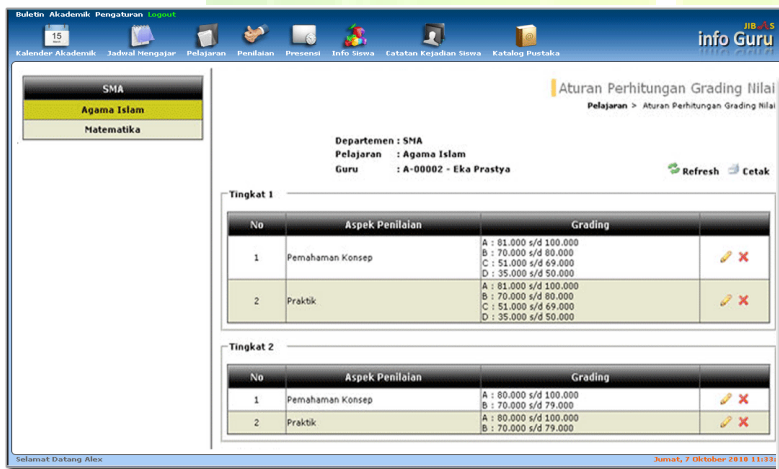 Buletin Akademik Pengaturan Logout
JIBAS
info Guru
15
Kalender Akademik Jadwal Mengajar Pelajaran Penilaian Presensi Info Siswa Catatan Kejadian Siswa Katalog Pustaka
SMA
Agama Islam
Matematika
Aturan Perhitungan Grading Nilai
Pelajaran > Aturan Perhitungan Grading Nilai
Departemen : SMA
Pelajaran : Agama Islam
Guru : A-00002 - Eka Prastya
Refresh Cetak
Tingkat 1
No Aspek Penilaian Grading
1 Pemahaman Konsep
A : 81.000 s/d 100.000
B : 70.000 s/d 80.000
C : 51.000 s/d 69.000
D : 35.000 s/d 50.000
2 Praktik
A : 81.000 s/d 100.000
B : 70.000 s/d 80.000
C : 51.000 s/d 69.000
D : 35.000 s/d 50.000
Tingkat 2
No Aspek Penilaian Grading
1 Pemahaman Konsep
A : 80.000 s/d 100.000
B : 70.000 s/d 79.000
2 Praktik
A : 80.000 s/d 100.000
B : 70.000 s/d 79.000
Selamat Datang Alex
Jumat, 7 Oktober 2010 11:33: